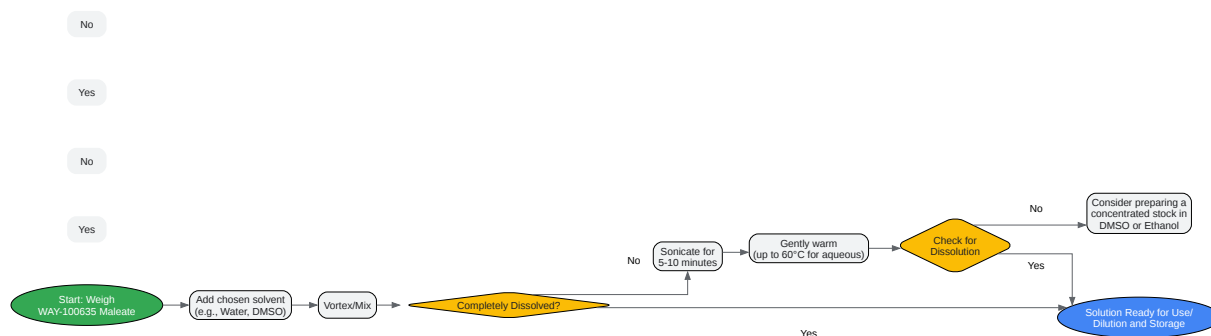 No
Yes
No
Yes
Start: Weigh
WAY-100635 Maleate
Add chosen solvent
(e.g., Water, DMSO)
Vortex/Mix
Completely Dissolved?
No
Sonicate for
5-10 minutes
Gently warm
(up to 60°C for aqueous)
Check for
Dissolution
No
Consider preparing a
concentrated stock in
DMSO or Ethanol
Yes
Yes
Solution Ready for Use/
Dilution and Storage